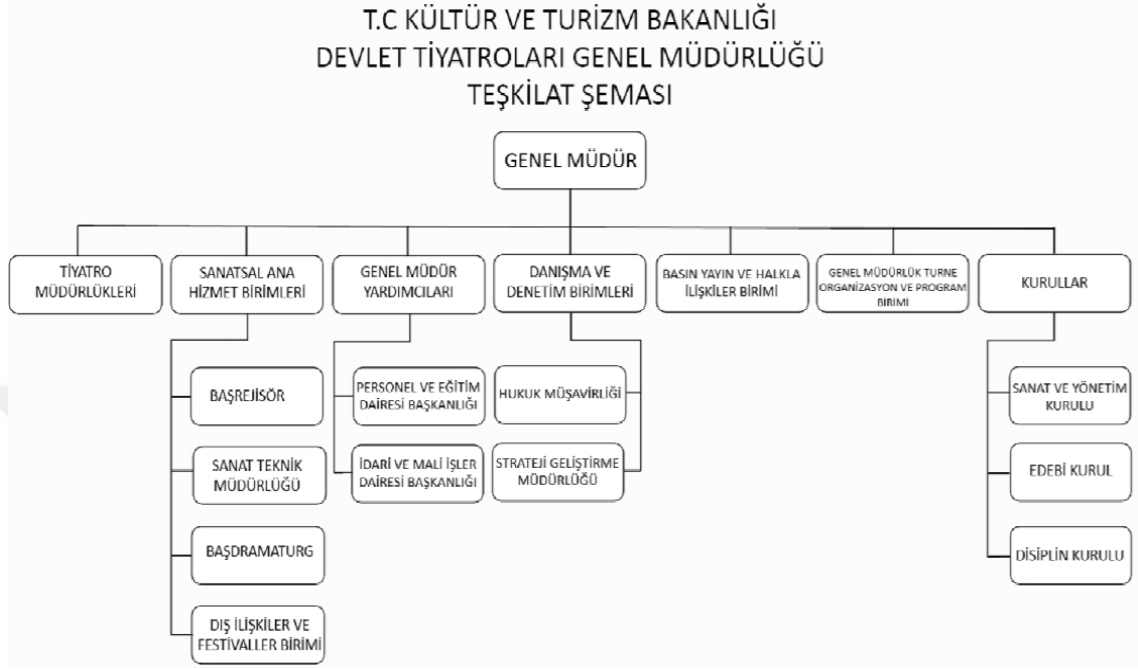 T.C KÜLTÜR VE TURİZM BAKANLIĞI
DEVLET TİYATROLARI GENEL MÜDÜRLÜĞÜ
TEŞKİLAT ŞEMASI
GENEL MÜDÜR
TİYATRO
MÜDÜRLÜKLERİ
SANATSAL ANA
HİZMET BİRİMLERİ
GENEL MÜDÜR
YARDIMCILARI
DANIŞMA VE
DENETİM BİRİMLERİ
BASIN YAYIN VE HALKLA
İLİŞKİLER BİRİMİ
GENEL MÜDÜRLÜK TURNE
ORGANİZASYON VE PROGRAM
BİRİMİ
KURULLAR
BAŞREJİSÖR
SANAT TEKNİK
MÜDÜRLÜĞÜ
BAŞDRAMATURG
DIŞ İLİŞKİLER VE
FESTİVALLER BİRİMİ
PERSONEL VE EĞİTİM
DAİRESİ BAŞKANLIĞI
İDARİ VE MALİ İŞLER
DAİRESİ BAŞKANLIĞI
HUKUK MÜŞAVİRLİĞİ
STRATEJİ GELİŞTİRME
MÜDÜRLÜĞÜ
SANAT VE YÖNETİM
KURULU
EDEBİ KURUL
DİSİPLİN KURULU